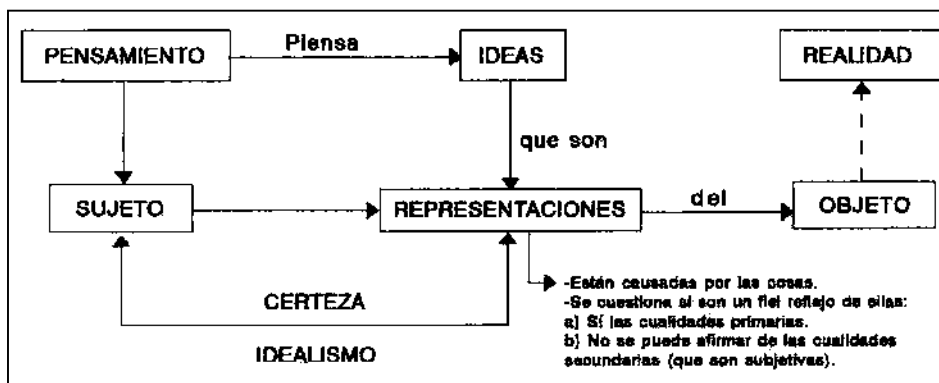 PENSAMIENTO
Piensa
IDEAS
REALIDAD
que son
SUJETO
REPRESENTACIONES
del
OBJETO
CERTEZA
IDEALISMO
-Están causadas por las cosas.
-Se cuestiona si son un fiel reflejo de ellas:
a) Sí las cualidades primarias.
b) No se puede afirmar de las cualidades
secundarias (que son subjetivas).